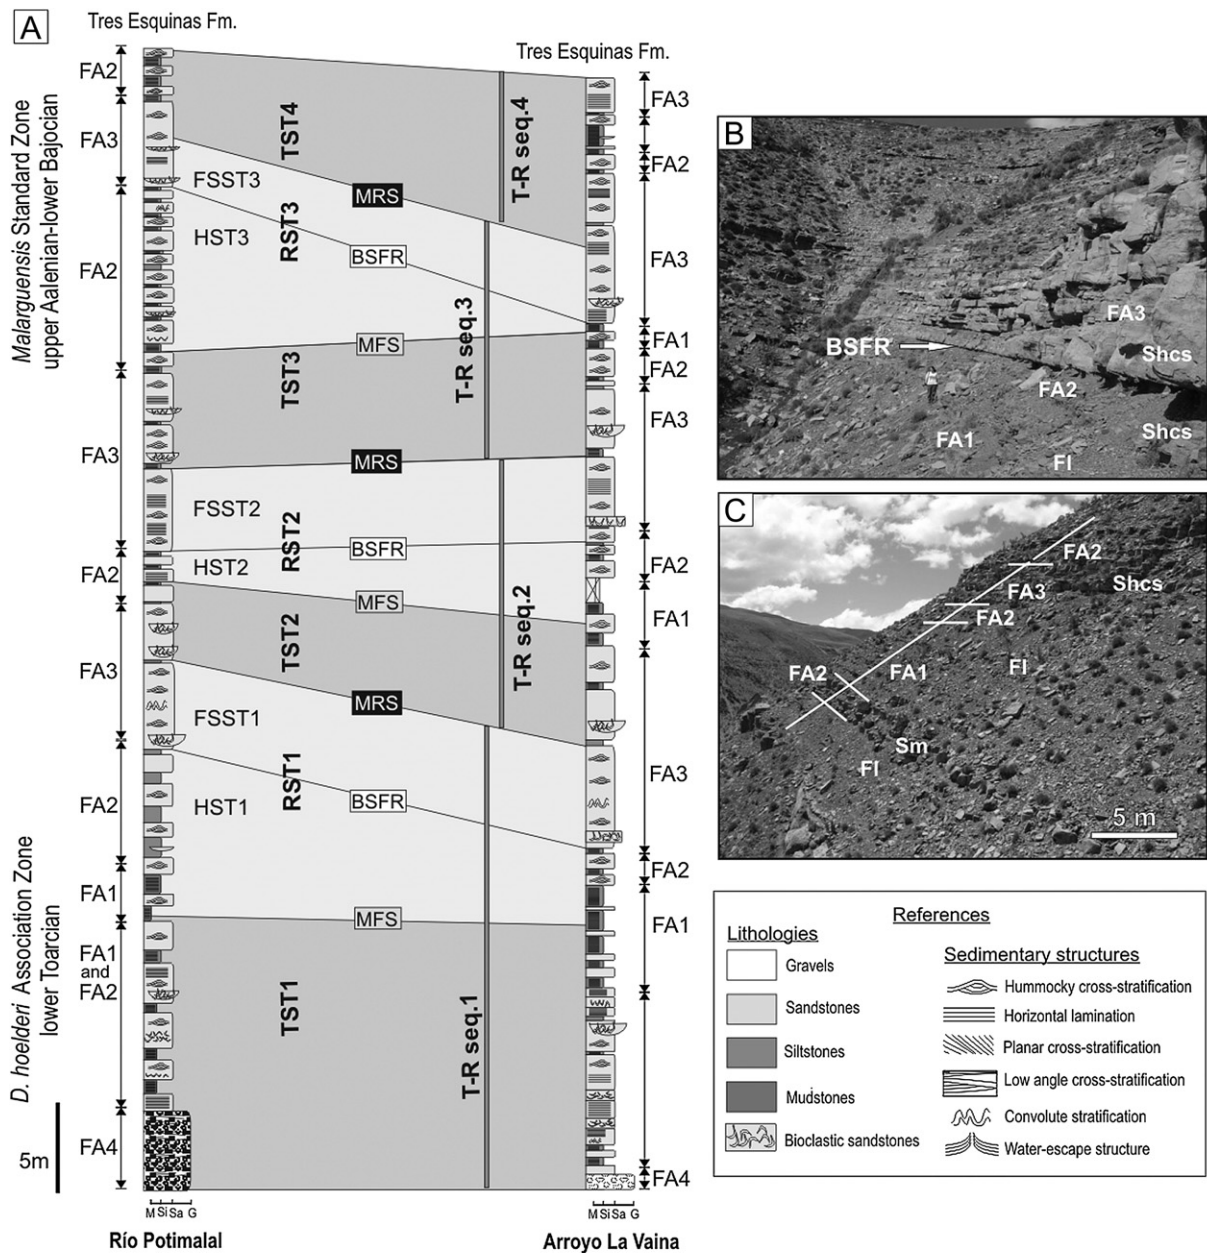 A
Tres Esquinas Fm.
Tres Esquinas Fm.
Malarguensis Standard Zone
upper Aalenian-lower Bajocian
D. hoelderi Association Zone
lower Toarcian
5m
FA2
FA3
FA2
FA3
FA2
FA3
FA2
FA1
FA1
and
FA2
FA4
TST4
FSST3
MRS
RST3
HST3
BSFR
MFS
TST3
MRS
FSST2
RST2
BSFR
HST2
MFS
TST2
MRS
FSST1
RST1
BSFR
HST1
MFS
TST1
T-R seq.4
T-R seq.3
T-R seq.2
T-R seq.1
FA3
FA2
FA3
FA1
FA2
FA3
FA2
FA1
FA3
FA2
FA1
FA4
M Si Sa G
M Si Sa G
Río Potimalal
Arroyo La Vaina
B
BSFR
FA3
Shcs
FA2
Shcs
FA1
Fl
C
FA2
FA3
Shcs
FA2
FA2
FA1
Fl
Sm
Fl
5 m
References
Lithologies
Gravels
Sandstones
Siltstones
Mudstones
Bioclastic sandstones
Sedimentary structures
Hummocky cross-stratification
Horizontal lamination
Planar cross-stratification
Low angle cross-stratification
Convolute stratification
Water-escape structure